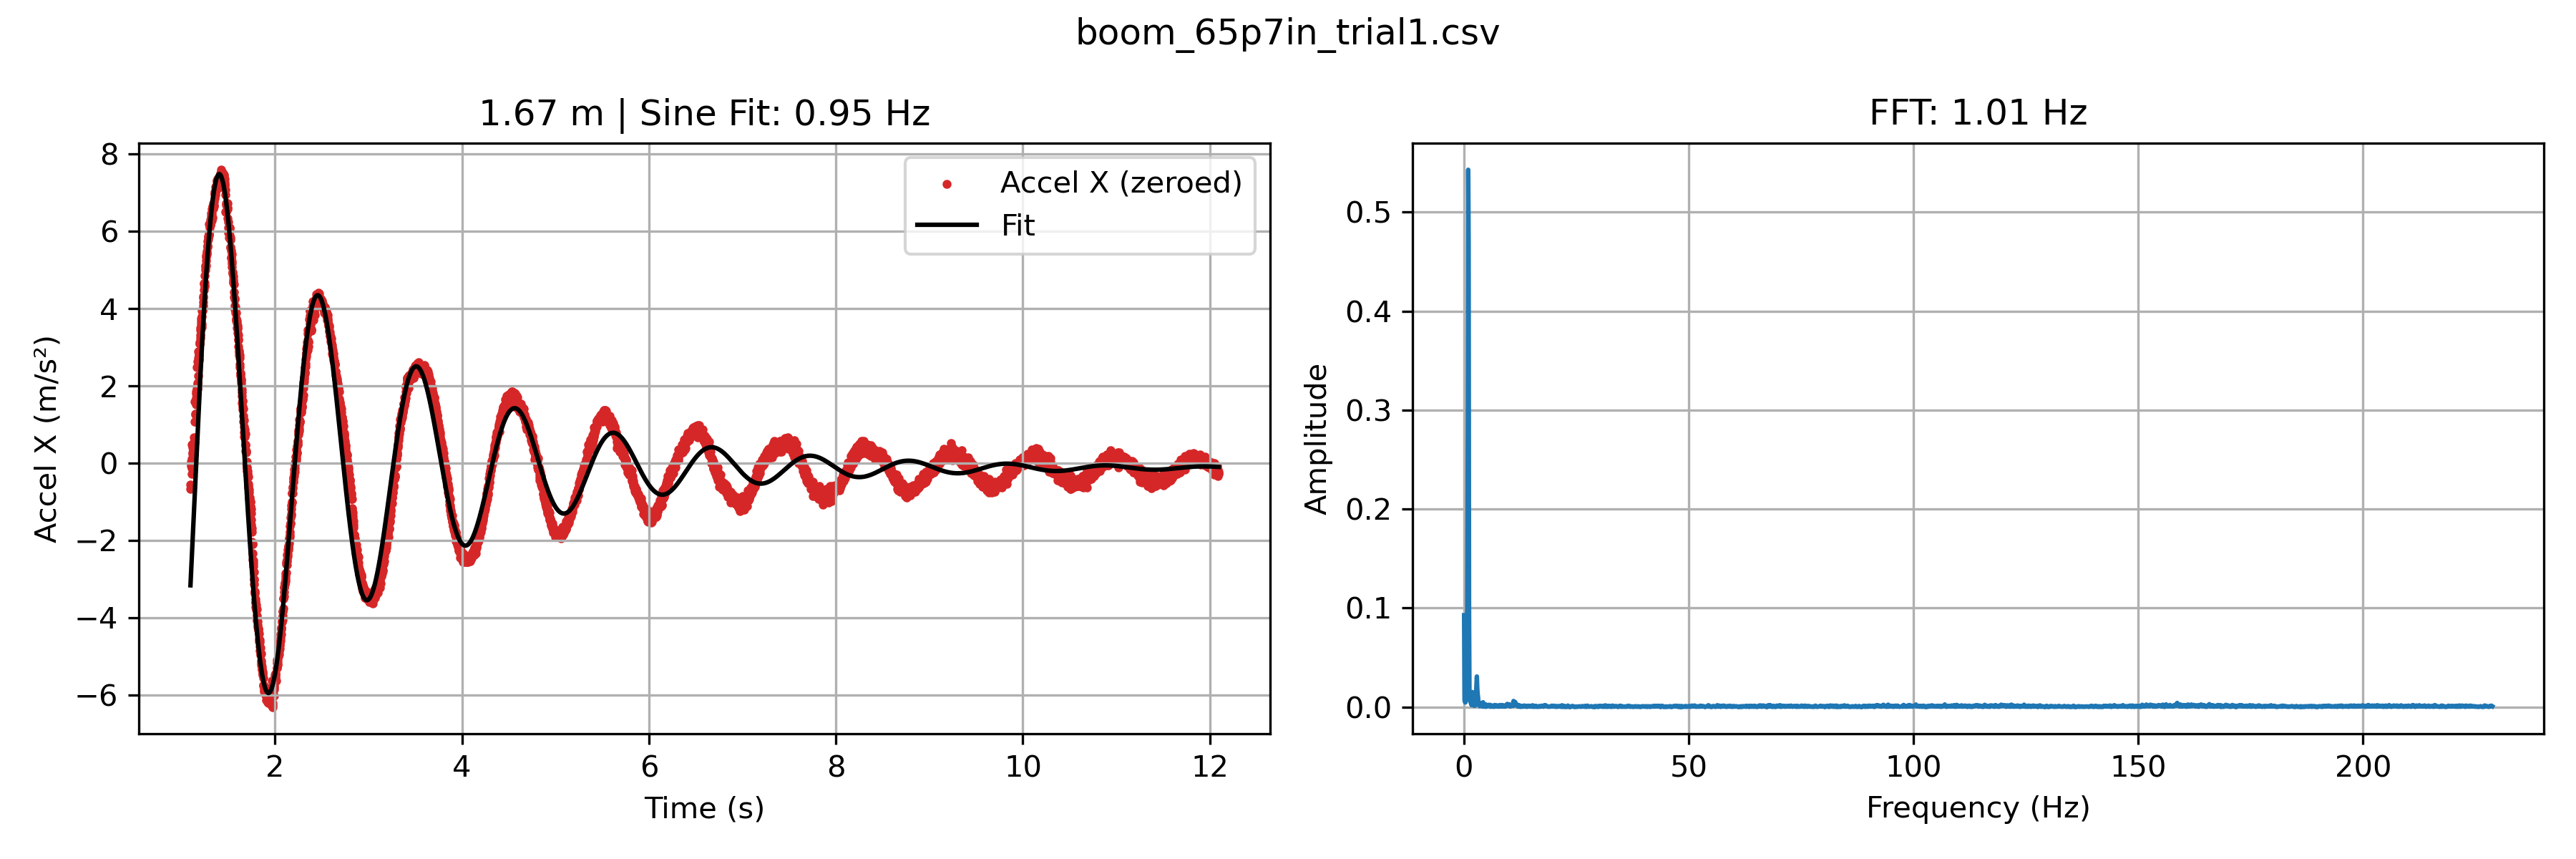 boom_65p7in_trial1.csv
1.67 m | Sine Fit: 0.95 Hz
Accel X (m/s²)
8
6
4
2
0
−2
−4
−6
Accel X (zeroed)
Fit
2
4
6
8
10
12
Time (s)
FFT: 1.01 Hz
Amplitude
0.5
0.4
0.3
0.2
0.1
0.0
0
50
100
150
200
Frequency (Hz)